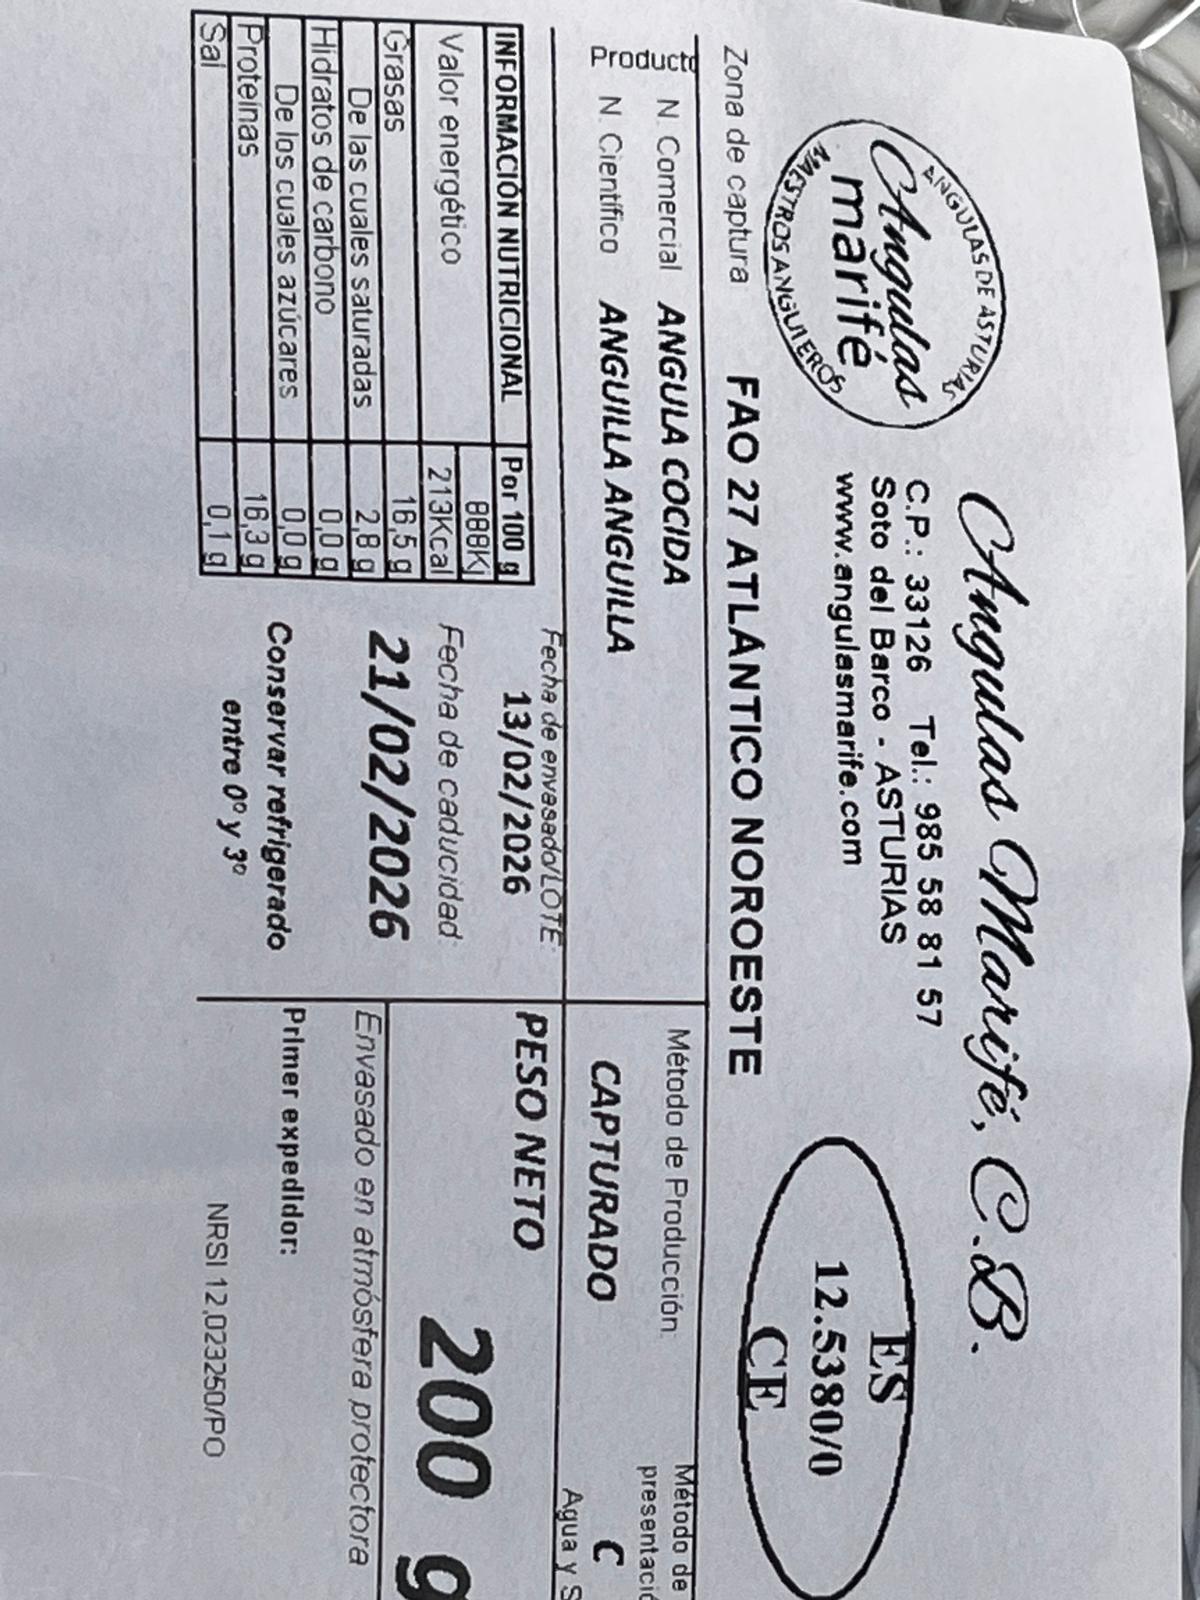 ANGULAS DE ASTURIAS
Angulas
marifé
MAESTROS ANGUILEROS
Angulas Marifé, C.B.
C.P.: 33126 Tel.: 985 58 81 57
Soto del Barco - ASTURIAS
www.angulasmarife.com
ES
12.5380/0
CE
Zona de captura FAO 27 ATLÁNTICO NOROESTE
Producto
N. Comercial ANGULA COCIDA
N. Científico ANGUILLA ANGUILLA
Método de Producción:
CAPTURADO
Método de
presentació
C
Agua y S
INFORMACIÓN NUTRICIONAL Por 100 g
Valor energético 888Kj
213Kcal
Grasas 16,5 g
De las cuales saturadas 2,8 g
Hidratos de carbono 0,0 g
De los cuales azúcares 0,0 g
Proteínas 16,3 g
Sal 0,1 g
Fecha de envasado/LOTE:
13/02/2026
Fecha de caducidad:
21/02/2026
Conservar refrigerado
entre 0º y 3º
PESO NETO
200 g
Envasado en atmósfera protectora
Primer expedidor:
NRSI 12,023250/PO